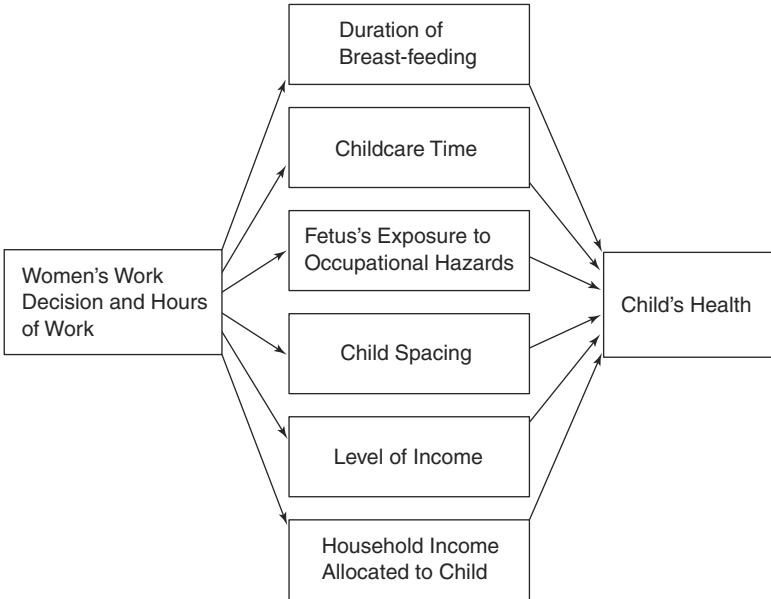 Duration of
Breast-feeding
Childcare Time
Fetus's Exposure to
Occupational Hazards
Women's Work
Decision and Hours
of Work
Child's Health
Child Spacing
Level of Income
Household Income
Allocated to Child